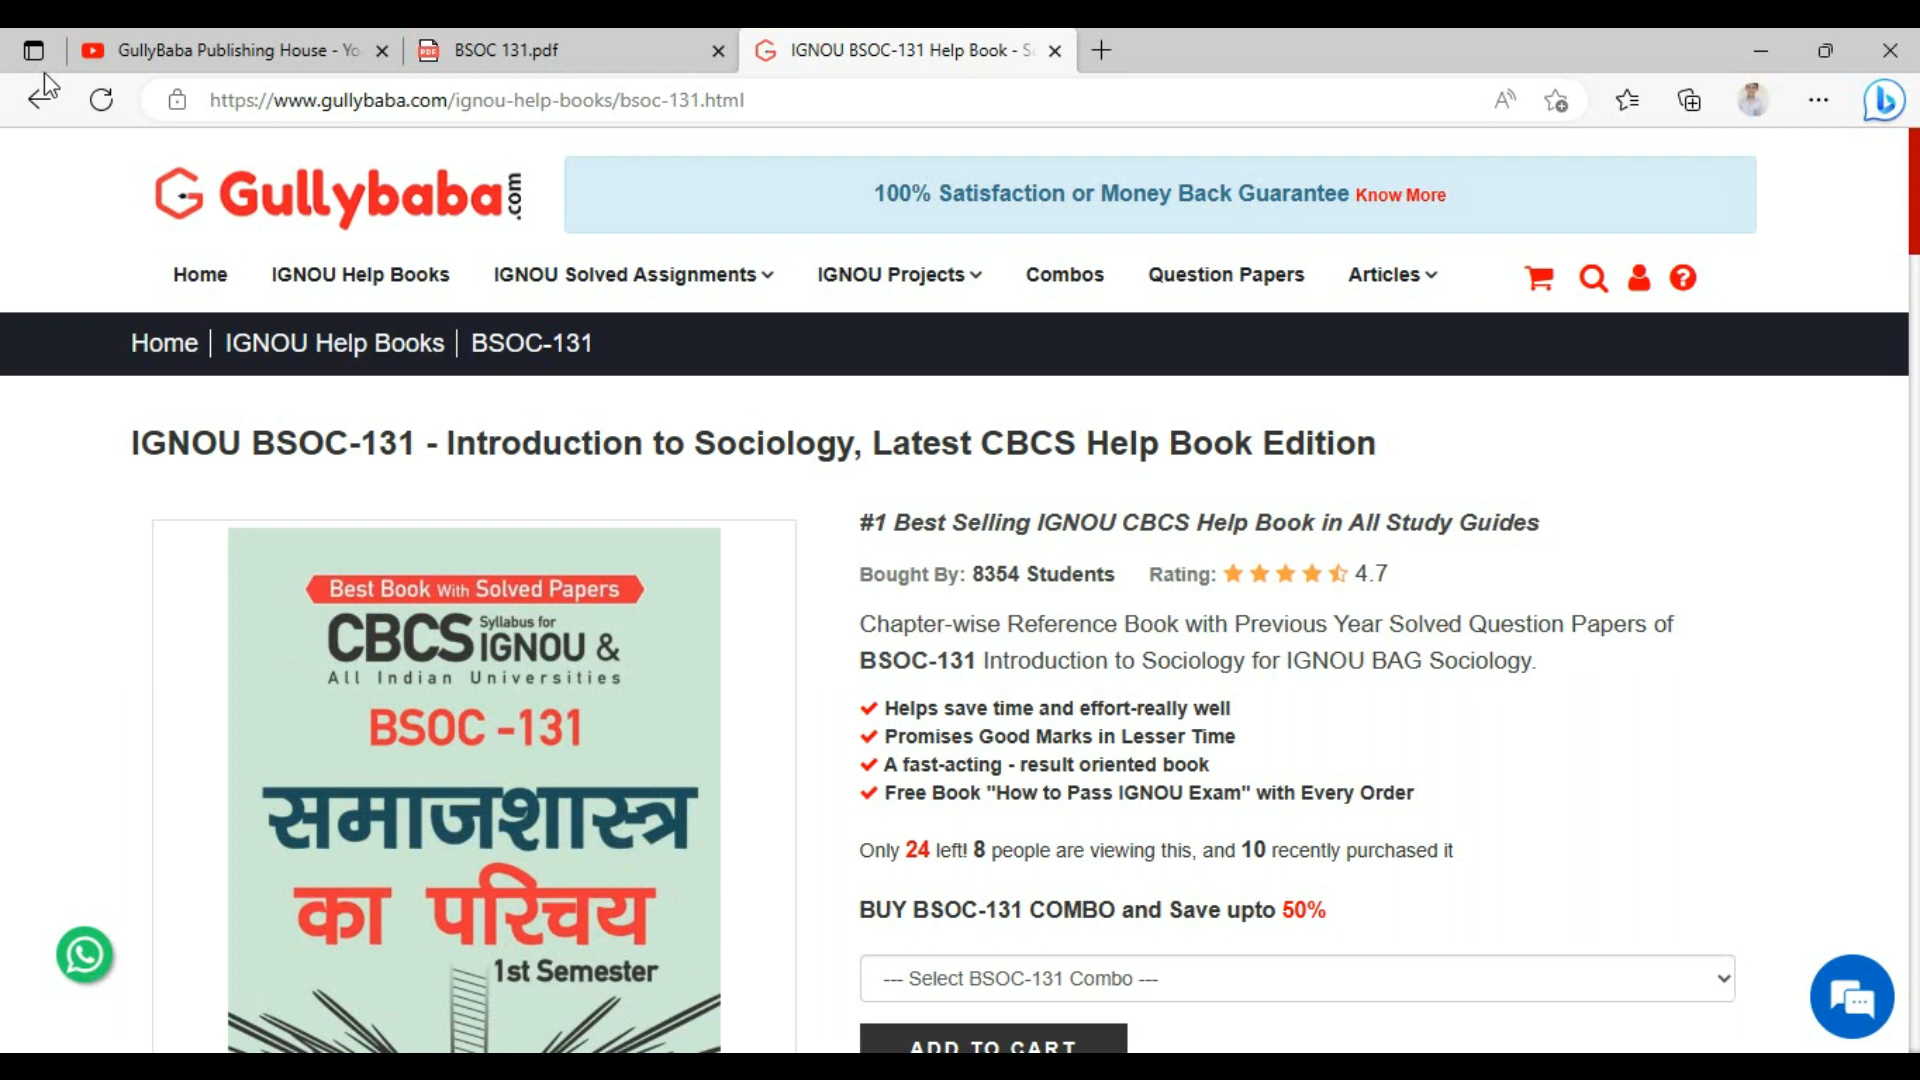 GullyBaba Publishing House - Yo
BSOC 131.pdf
IGNOU BSOC-131 Help Book - S
https://www.gullybaba.com/ignou-help-books/bsoc-131.html
Gullybaba.com
100% Satisfaction or Money Back Guarantee Know More
Home IGNOU Help Books IGNOU Solved Assignments IGNOU Projects Combos Question Papers Articles
Home | IGNOU Help Books | BSOC-131
IGNOU BSOC-131 - Introduction to Sociology, Latest CBCS Help Book Edition
Best Book With Solved Papers
CBCS Syllabus for IGNOU &
All Indian Universities
BSOC -131
समाजशास्त्र
का परिचय
1st Semester
#1 Best Selling IGNOU CBCS Help Book in All Study Guides
Bought By: 8354 Students Rating: 4.7
Chapter-wise Reference Book with Previous Year Solved Question Papers of
BSOC-131 Introduction to Sociology for IGNOU BAG Sociology.
Helps save time and effort-really well
Promises Good Marks in Lesser Time
A fast-acting - result oriented book
Free Book "How to Pass IGNOU Exam" with Every Order
Only 24 left! 8 people are viewing this, and 10 recently purchased it
BUY BSOC-131 COMBO and Save upto 50%
--- Select BSOC-131 Combo ---
ADD TO CART